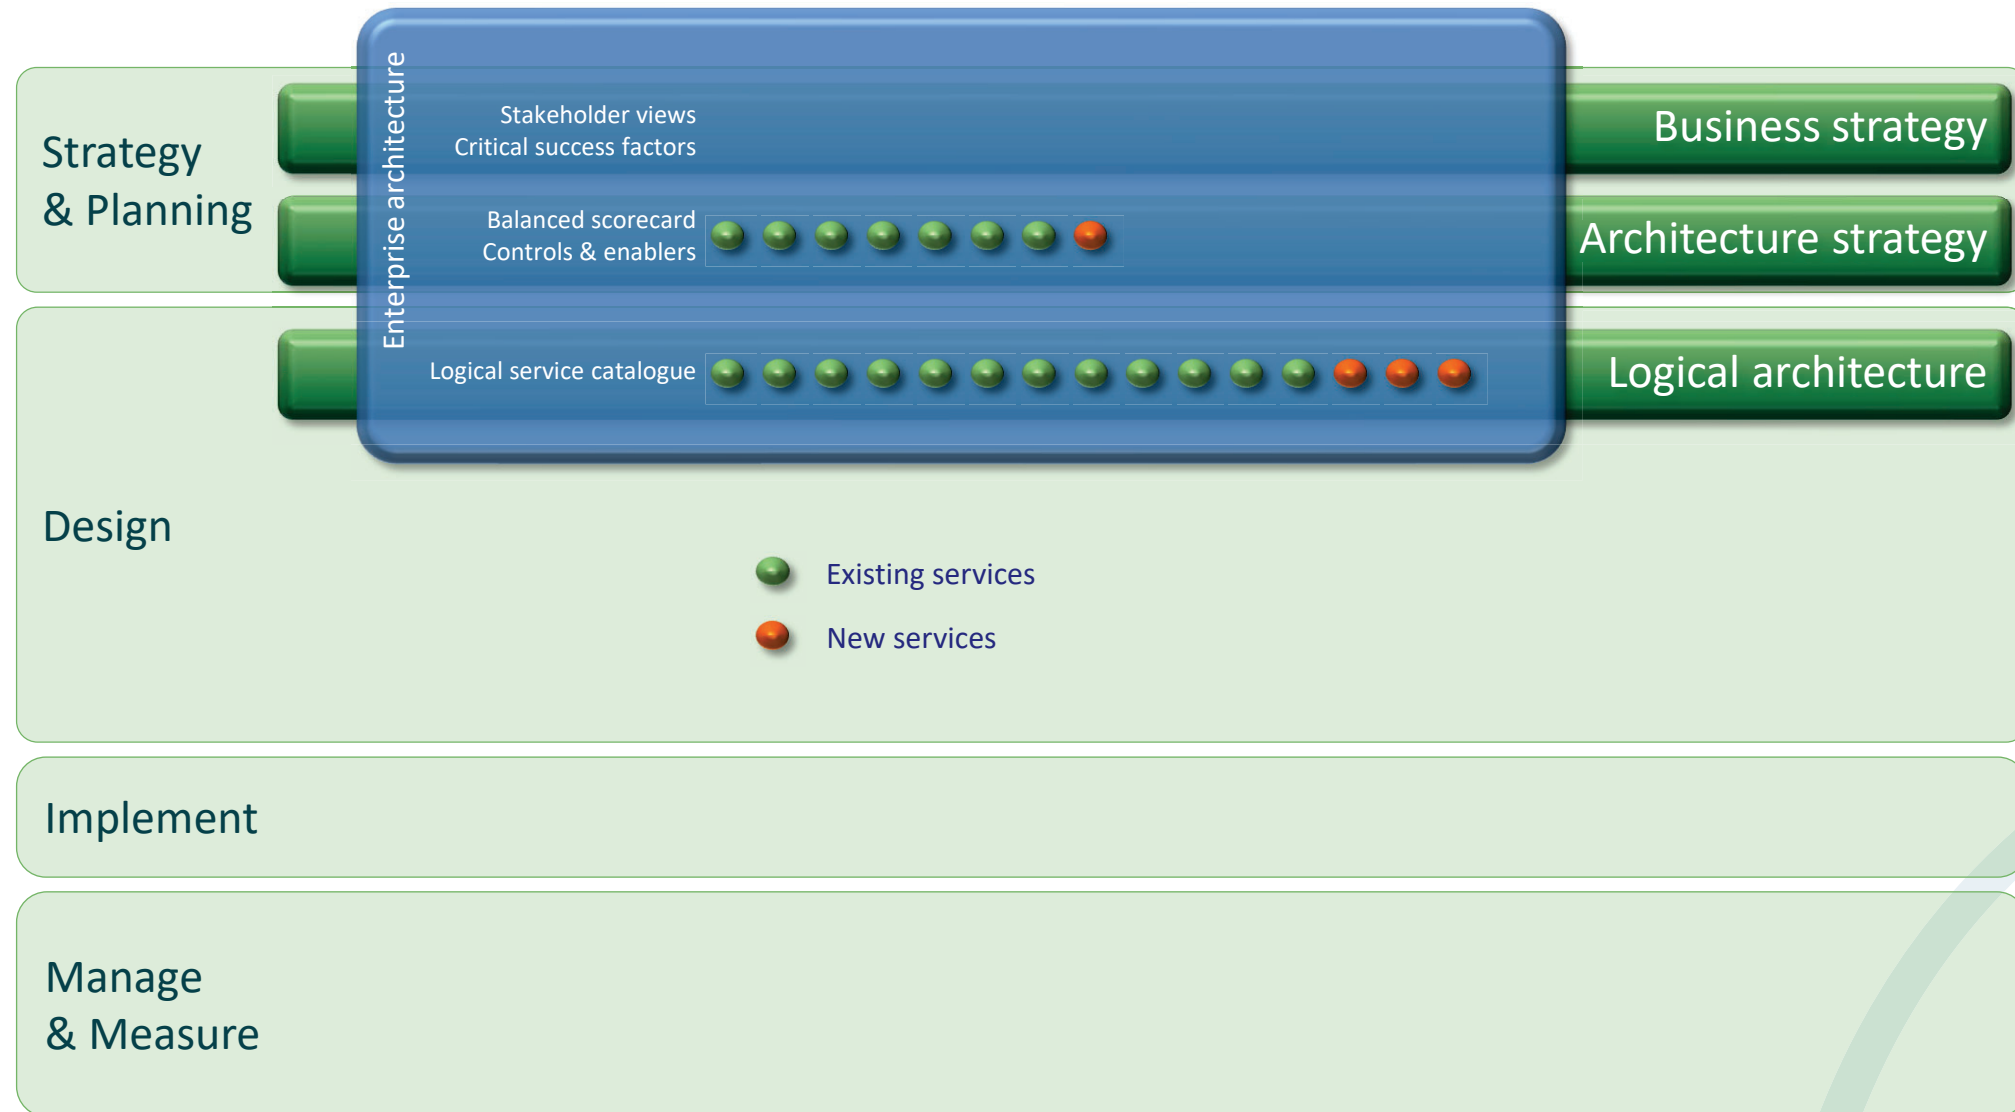 Enterprise architecture
Strategy
& Planning
Stakeholder views
Critical success factors
Business strategy
Balanced scorecard
Controls & enablers
Architecture strategy
Logical service catalogue
Logical architecture
Design
Existing services
New services
Implement
Manage
& Measure